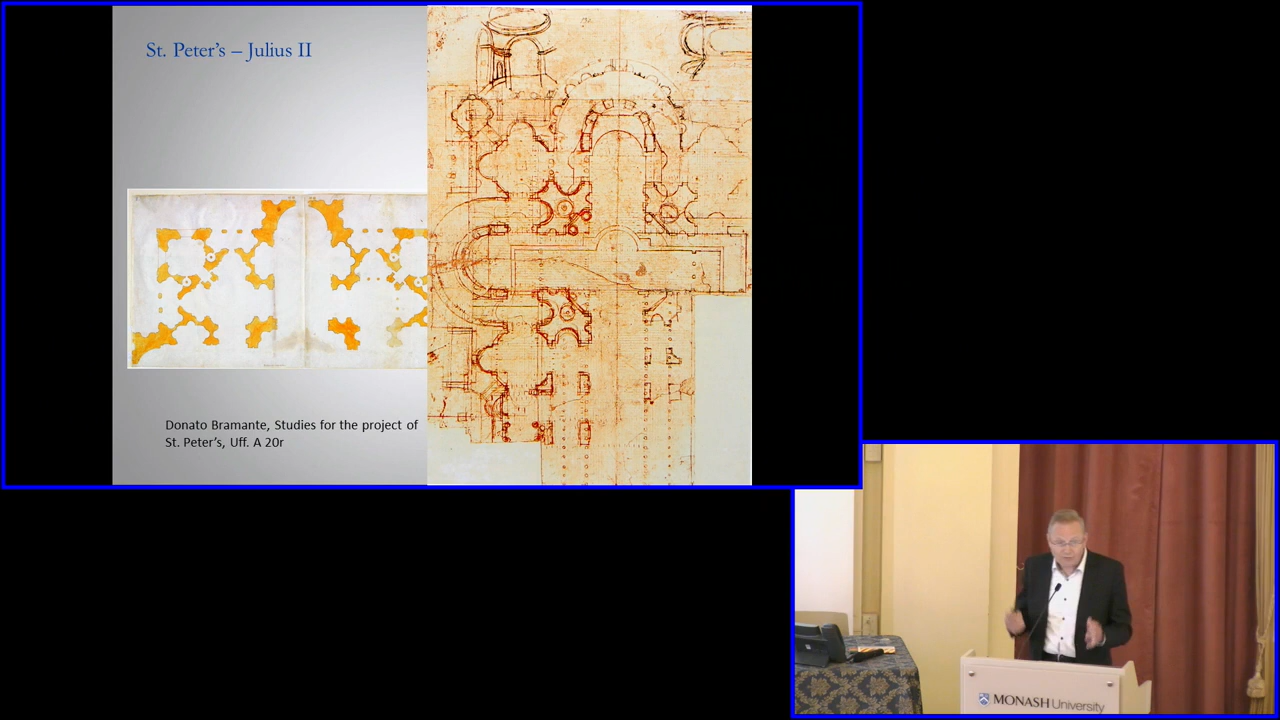 St. Peter's – Julius II
Donato Bramante, Studies for the project of
St. Peter's, Uff. A 20r
MONASH University